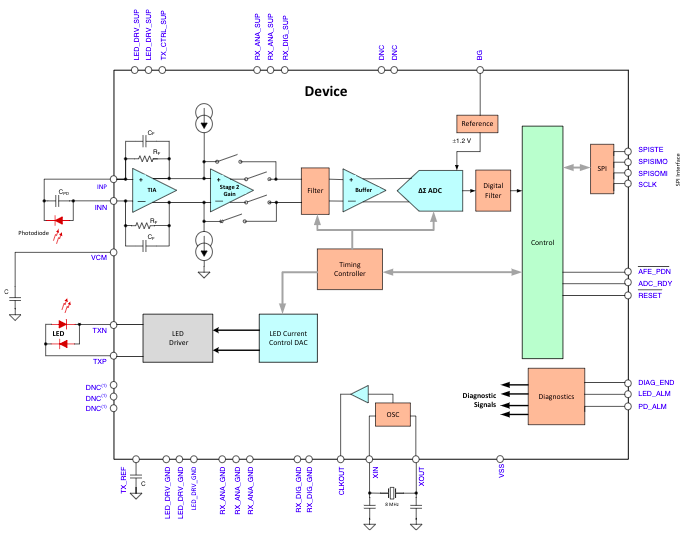 LED_DRV_SUP
LED_DRV_SUP
TX_CTRL_SUP
RX_ANA_SUP
RX_ANA_SUP
RX_DIG_SUP
DNC
DNC
BG
Device
Reference
±1.2 V
CF
RF
TIA
Stage 2
Gain
Filter
Buffer
ΔΣ ADC
Digital
Filter
Control
SPI
SPISTE
SPISIMO
SPISOMI
SCLK
SPI Interface
INP
CPD
INN
Photodiode
RF
CF
VCM
C
Timing
Controller
AFE_PDN
ADC_RDY
RESET
LED
TXN
TXP
LED
Driver
LED Current
Control DAC
DNC(1)
DNC(1)
DNC(1)
OSC
Diagnostic
Signals
Diagnostics
DIAG_END
LED_ALM
PD_ALM
TX_REF
C
LED_DRV_GND
LED_DRV_GND
LED_DRV_GND
RX_ANA_GND
RX_ANA_GND
RX_ANA_GND
RX_DIG_GND
RX_DIG_GND
CLKOUT
XIN
XOUT
VSS
8 MHz